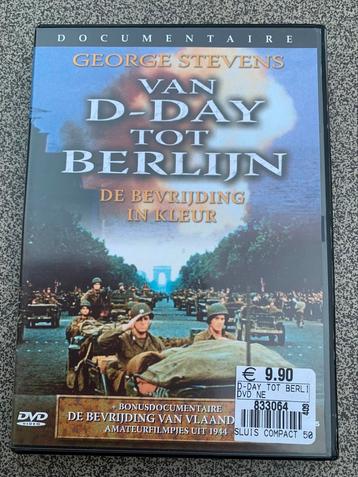 DOCUMENTAIRE
GEORGE STEVENS
VAN
D-DAY
TOT
BERLIJN
DE BEVRIJDING
IN KLEUR
+ BONUSDOCUMENTAIRE
DE BEVRIJDING VAN
AMATEURFILMPJES UIT 1944
DVD
VIDEO
€ 9.90
D-DAY TOT BERLI
DVD NE
833064
SLUIS COMPACT 50